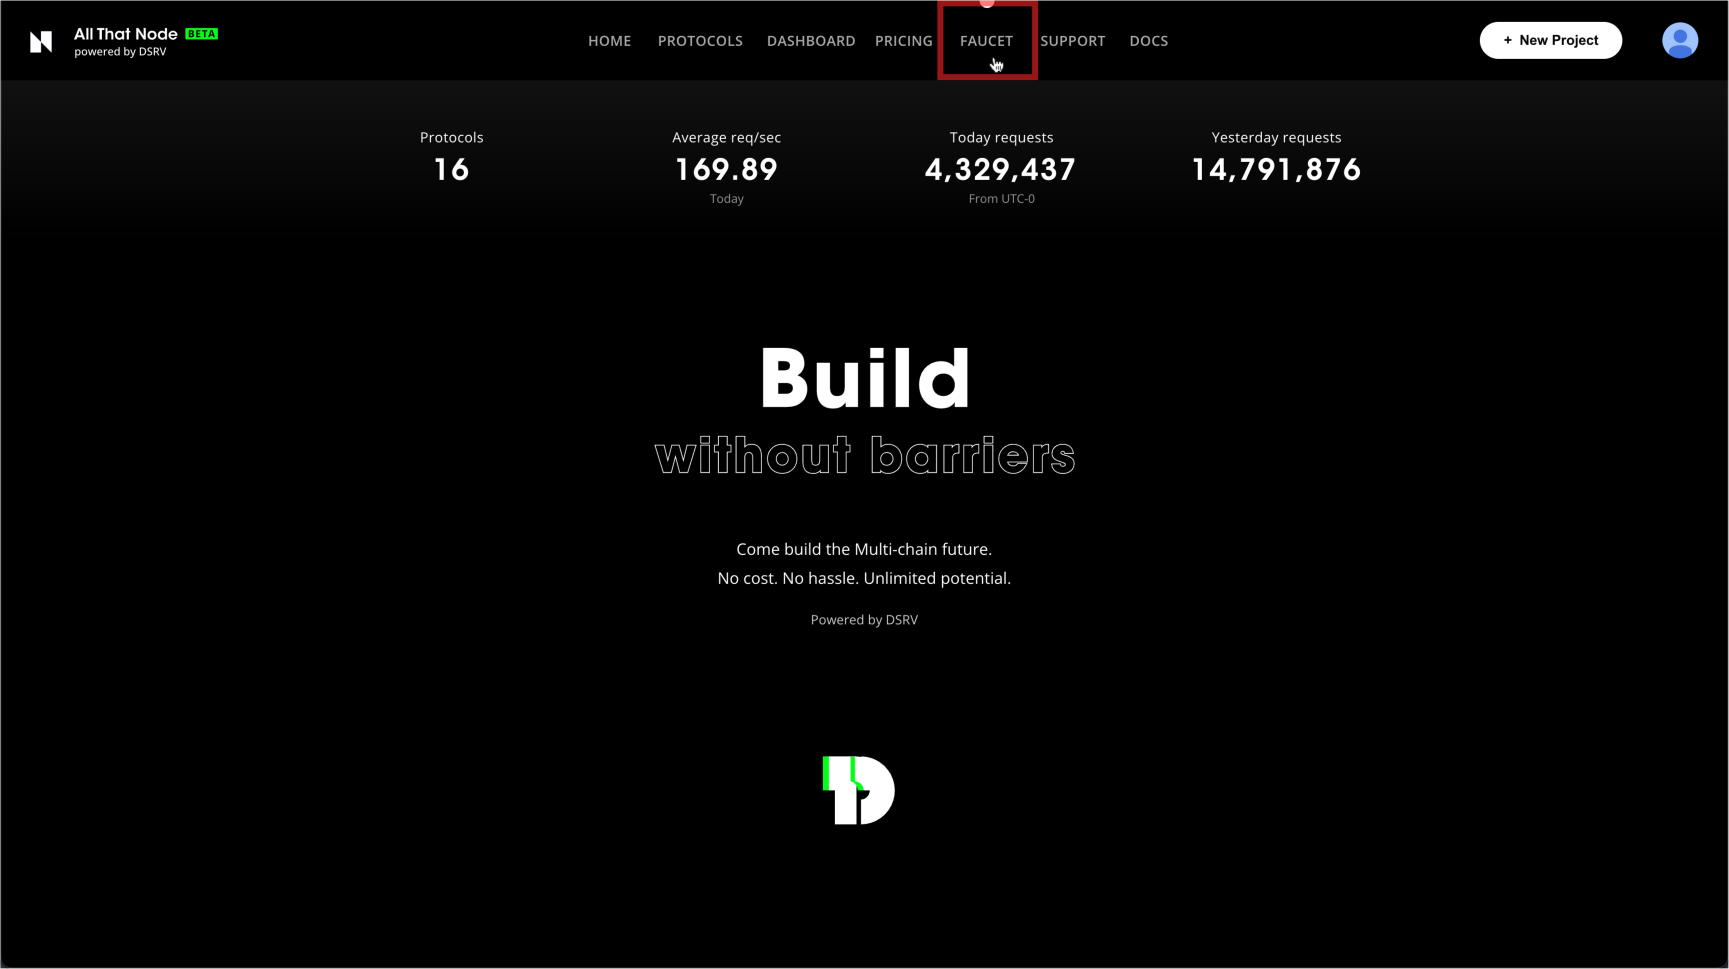 All That Node BETA
powered by DSRV
HOME PROTOCOLS DASHBOARD PRICING FAUCET SUPPORT DOCS
+ New Project
Protocols
16
Average req/sec
169.89
Today
Today requests
4,329,437
From UTC-0
Yesterday requests
14,791,876
Build
without barriers
Come build the Multi-chain future.
No cost. No hassle. Unlimited potential.
Powered by DSRV